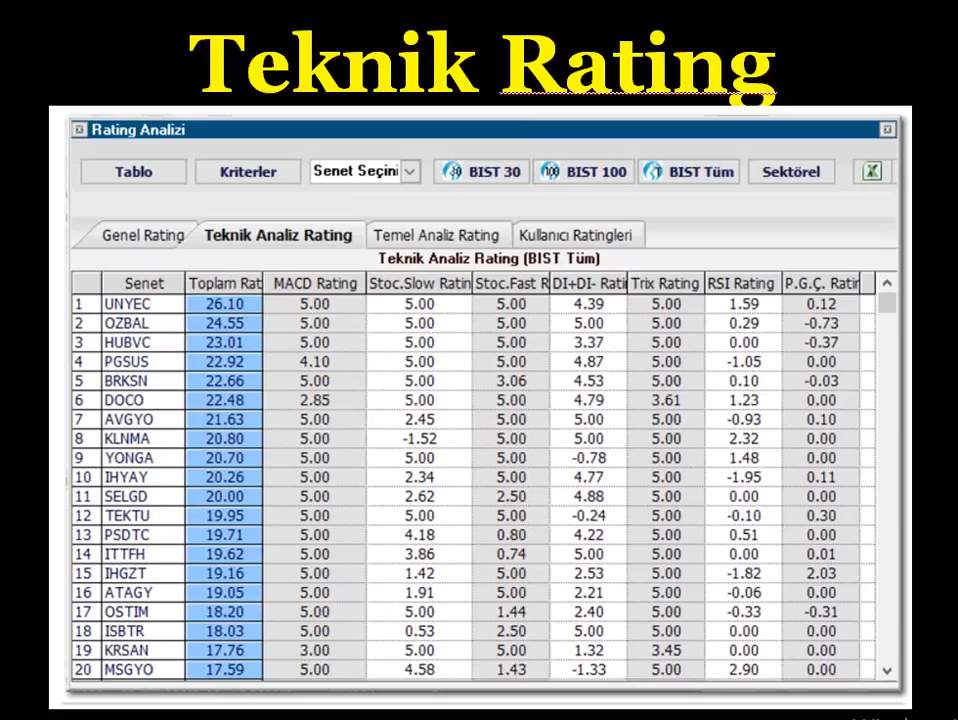 Teknik Rating
Rating Analizi
Tablo Kriterler Senet Seçini BIST 30 BIST 100 BIST Tüm Sektörel
Genel Rating Teknik Analiz Rating Temel Analiz Rating Kullanıcı Ratingleri
Teknik Analiz Rating (BIST Tüm)
Senet Toplam Rat MACD Rating Stoc.Slow Ratin Stoc.Fast R DI+DI- Rati Trix Rating RSI Rating P.G.Ç. Ratir
1 UNYEC 26.10 5.00 5.00 5.00 4.39 5.00 1.59 0.12
2 OZBAL 24.55 5.00 5.00 5.00 5.00 5.00 0.29 -0.73
3 HUBVC 23.01 5.00 5.00 5.00 3.37 5.00 0.00 -0.37
4 PGSUS 22.92 4.10 5.00 5.00 4.87 5.00 -1.05 0.00
5 BRKSN 22.66 5.00 5.00 3.06 4.53 5.00 0.10 -0.03
6 DOCO 22.48 2.85 5.00 5.00 4.79 3.61 1.23 0.00
7 AVGYO 21.63 5.00 2.45 5.00 5.00 5.00 -0.93 0.10
8 KLNMA 20.80 5.00 -1.52 5.00 5.00 5.00 2.32 0.00
9 YONGA 20.70 5.00 5.00 5.00 -0.78 5.00 1.48 0.00
10 IHYAY 20.26 5.00 2.34 5.00 4.77 5.00 -1.95 0.11
11 SELGD 20.00 5.00 2.62 2.50 4.88 5.00 0.00 0.00
12 TEKTU 19.95 5.00 5.00 5.00 -0.24 5.00 -0.10 0.30
13 PSDTC 19.71 5.00 4.18 0.80 4.22 5.00 0.51 0.00
14 ITTFH 19.62 5.00 3.86 0.74 5.00 5.00 0.00 0.01
15 IHGZT 19.16 5.00 1.42 5.00 2.53 5.00 -1.82 2.03
16 ATAGY 19.05 5.00 1.91 5.00 2.21 5.00 -0.06 0.00
17 OSTIM 18.20 5.00 5.00 1.44 2.40 5.00 -0.33 -0.31
18 ISBTR 18.03 5.00 0.53 2.50 5.00 5.00 0.00 0.00
19 KRSAN 17.76 3.00 5.00 5.00 1.32 3.45 0.00 0.00
20 MSGYO 17.59 5.00 4.58 1.43 -1.33 5.00 2.90 0.00